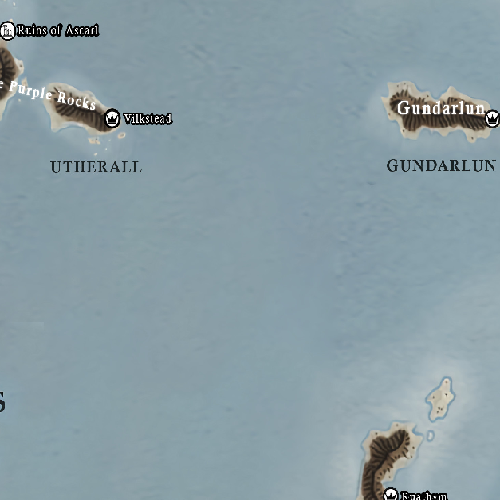 Ruins of Ascarl
e Purple Rocks
Vilkstead
Gundarlun
UTHERALL
GUNDARLUN
S